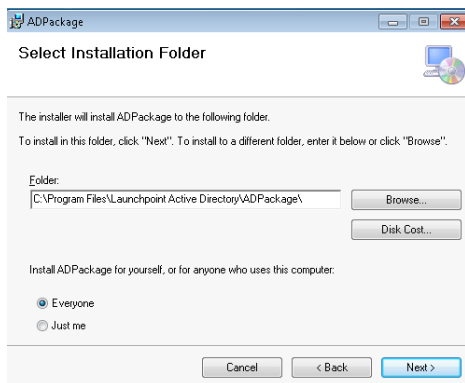 ADPackage
Select Installation Folder
The installer will install ADPackage to the following folder.
To install in this folder, click "Next". To install to a different folder, enter it below or click "Browse".
Folder:
C:\Program Files\Launchpoint Active Directory\ADPackage\
Browse...
Disk Cost...
Install ADPackage for yourself, or for anyone who uses this computer:
Everyone
Just me
Cancel
< Back
Next >